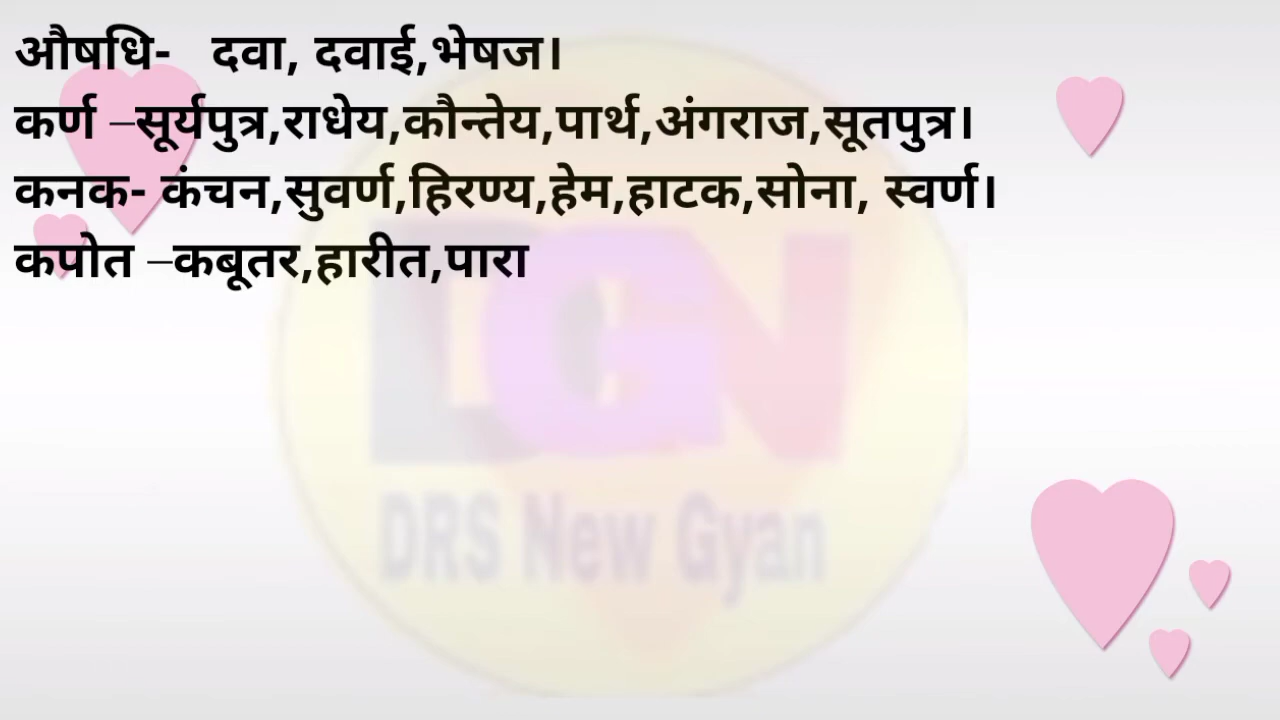 औषधि-   दवा, दवाई,भेषज।
कर्ण –सूर्यपुत्र,राधेय,कौन्तेय,पार्थ,अंगराज,सूतपुत्र।
कनक- कंचन,सुवर्ण,हिरण्य,हेम,हाटक,सोना, स्वर्ण।
कपोत –कबूतर,हारीत,पारा
DGN
DRS New Gyan